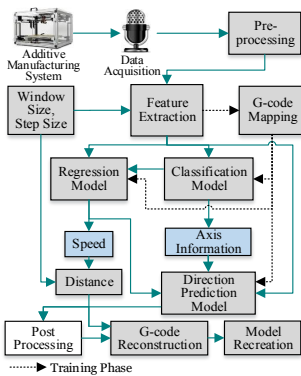 Additive
Manufacturing
System
Data
Acquisition
Pre-
processing
Window
Size,
Step Size
Feature
Extraction
G-code
Mapping
Regression
Model
Classification
Model
Speed
Axis
Information
Distance
Direction
Prediction
Model
Post
Processing
G-code
Reconstruction
Model
Recreation
Training Phase